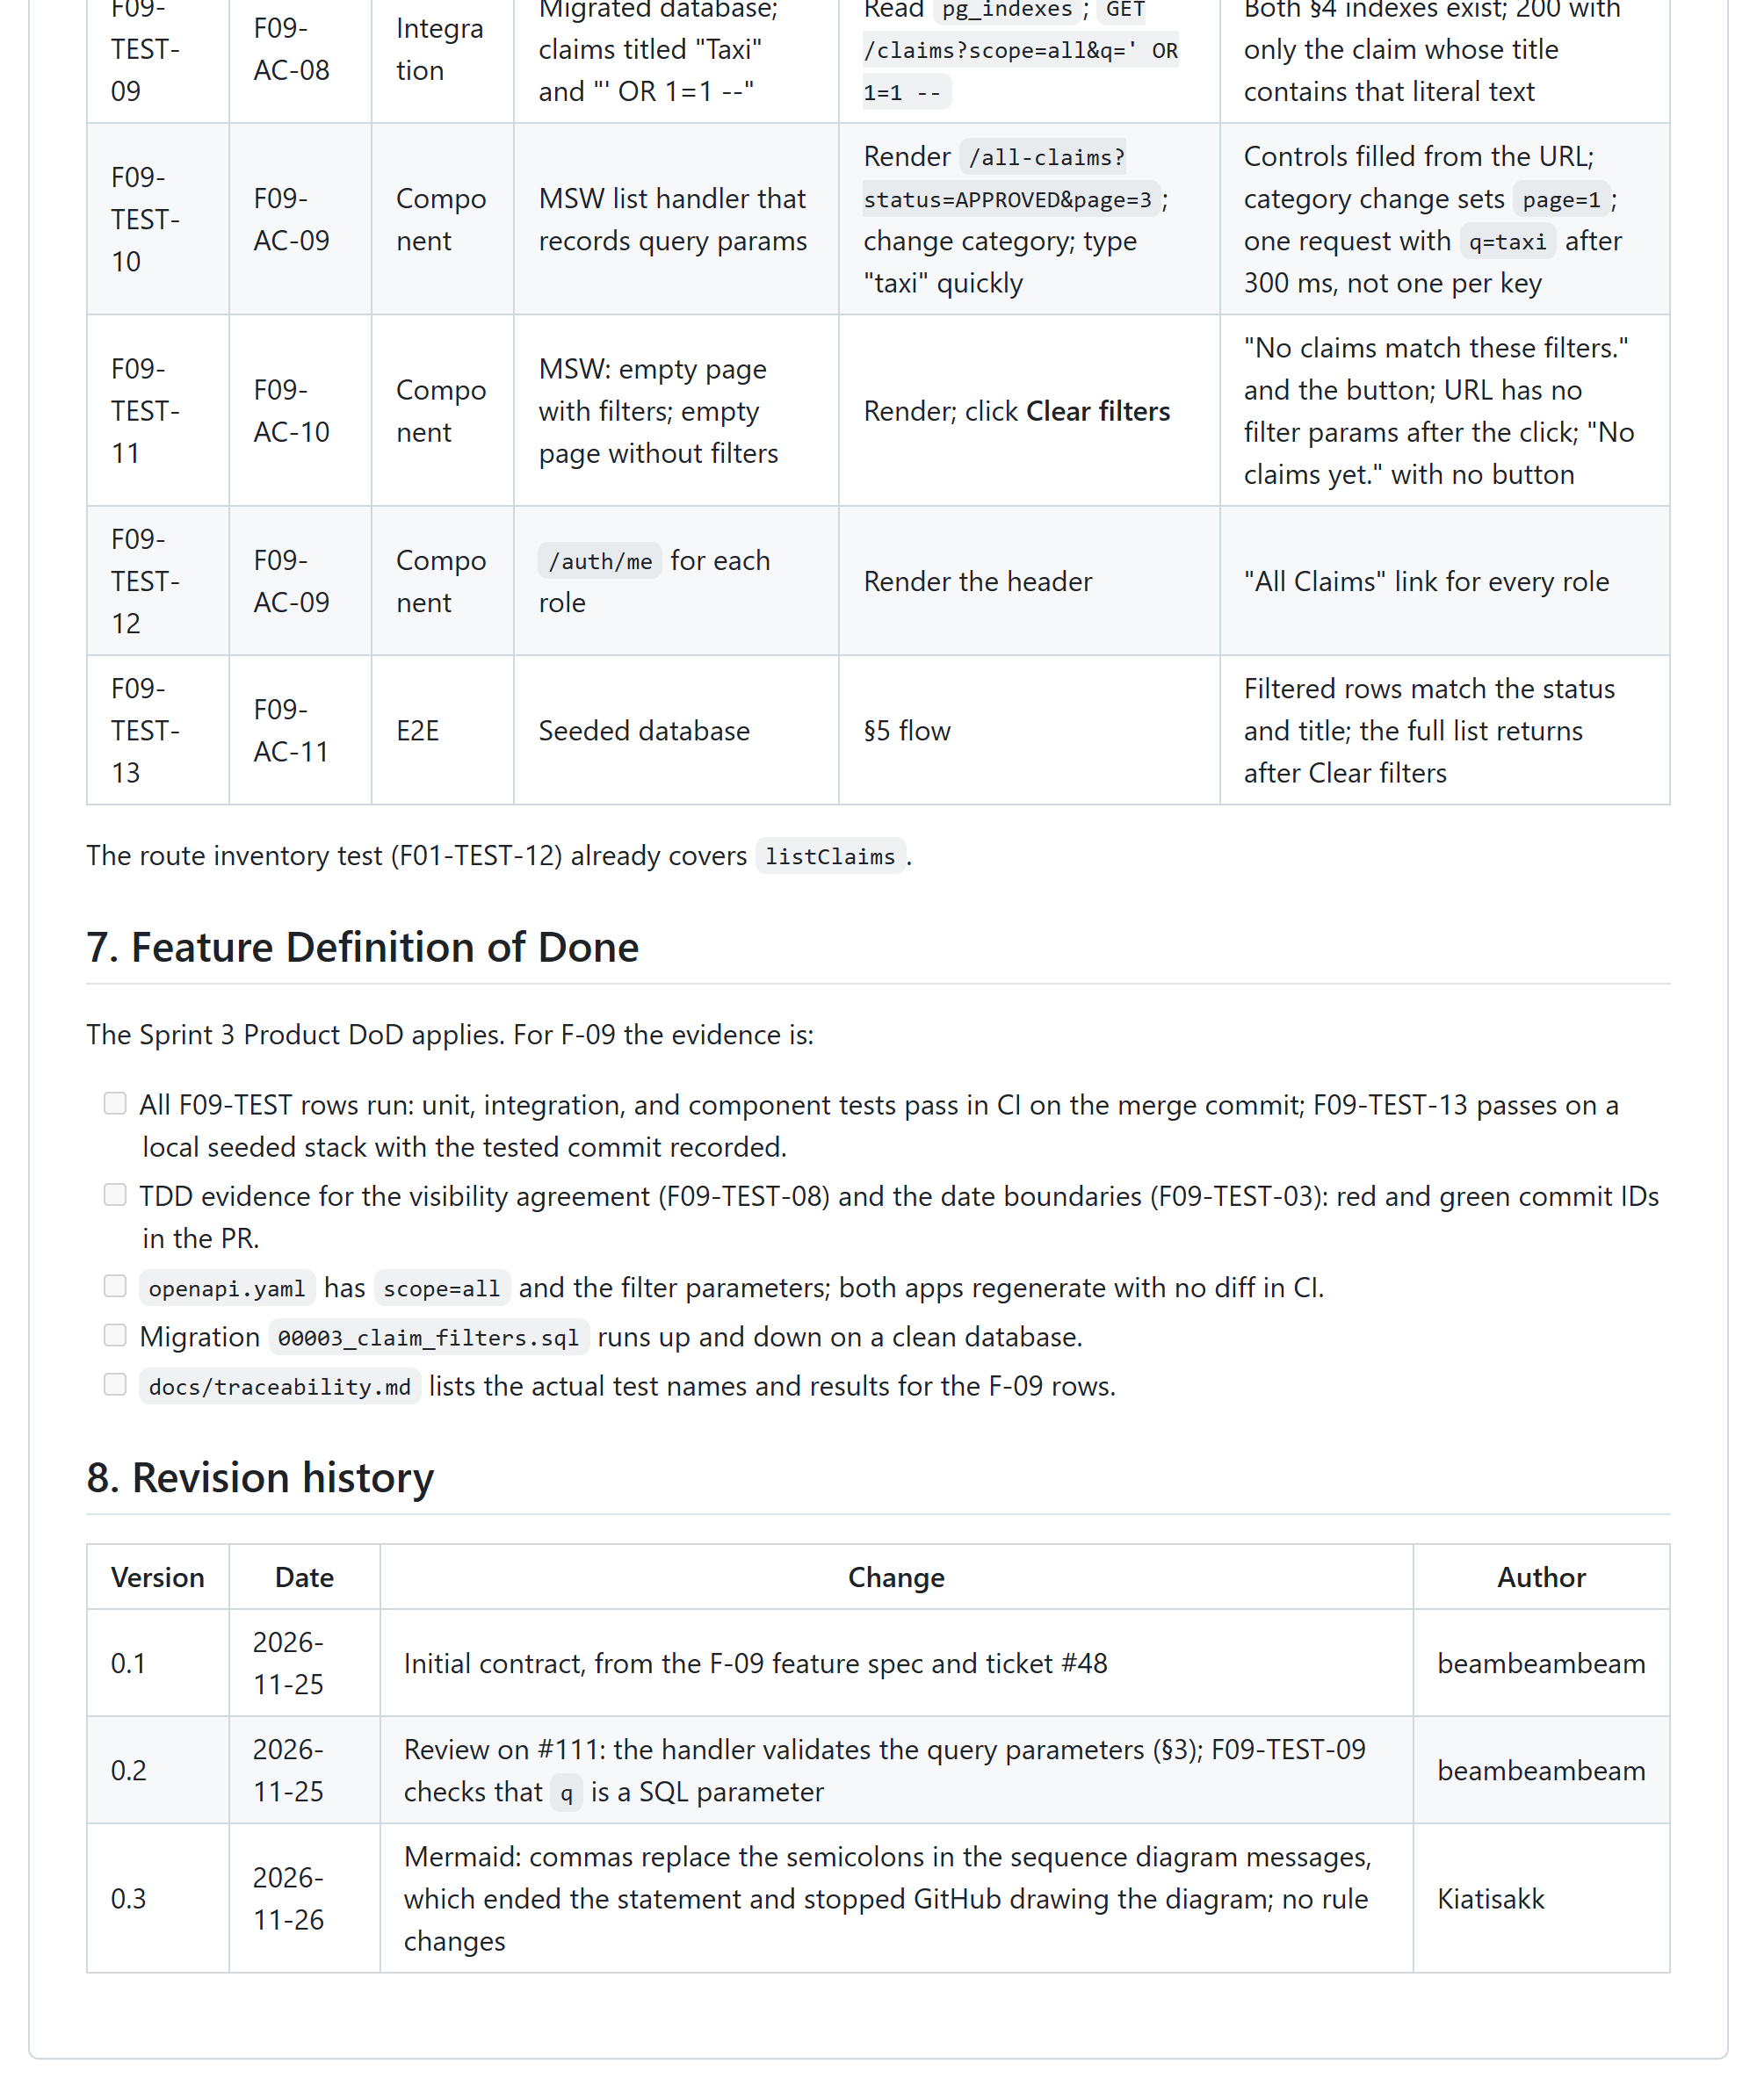 F09-
TEST-
09
F09-
AC-08
Integra
tion
Migrated database;
claims titled "Taxi"
and "' OR 1=1 --"
Read pg_indexes; GET
/claims?scope=all&q=' OR
1=1 --
Both §4 indexes exist; 200 with
only the claim whose title
contains that literal text
F09-
TEST-
10
F09-
AC-09
Compo
nent
MSW list handler that
records query params
Render /all-claims?
status=APPROVED&page=3;
change category; type
"taxi" quickly
Controls filled from the URL;
category change sets page=1;
one request with q=taxi after
300 ms, not one per key
F09-
TEST-
11
F09-
AC-10
Compo
nent
MSW: empty page
with filters; empty
page without filters
Render; click Clear filters
"No claims match these filters."
and the button; URL has no
filter params after the click; "No
claims yet." with no button
F09-
TEST-
12
F09-
AC-09
Compo
nent
/auth/me for each
role
Render the header
"All Claims" link for every role
F09-
TEST-
13
F09-
AC-11
E2E
Seeded database
§5 flow
Filtered rows match the status
and title; the full list returns
after Clear filters
The route inventory test (F01-TEST-12) already covers listClaims.
7. Feature Definition of Done
The Sprint 3 Product DoD applies. For F-09 the evidence is:
All F09-TEST rows run: unit, integration, and component tests pass in CI on the merge commit; F09-TEST-13 passes on a
local seeded stack with the tested commit recorded.
TDD evidence for the visibility agreement (F09-TEST-08) and the date boundaries (F09-TEST-03): red and green commit IDs
in the PR.
openapi.yaml has scope=all and the filter parameters; both apps regenerate with no diff in CI.
Migration 00003_claim_filters.sql runs up and down on a clean database.
docs/traceability.md lists the actual test names and results for the F-09 rows.
8. Revision history
Version
Date
Change
Author
0.1
2026-
11-25
Initial contract, from the F-09 feature spec and ticket #48
beambeambeam
0.2
2026-
11-25
Review on #111: the handler validates the query parameters (§3); F09-TEST-09
checks that q is a SQL parameter
beambeambeam
0.3
2026-
11-26
Mermaid: commas replace the semicolons in the sequence diagram messages,
which ended the statement and stopped GitHub drawing the diagram; no rule
changes
Kiatisakk